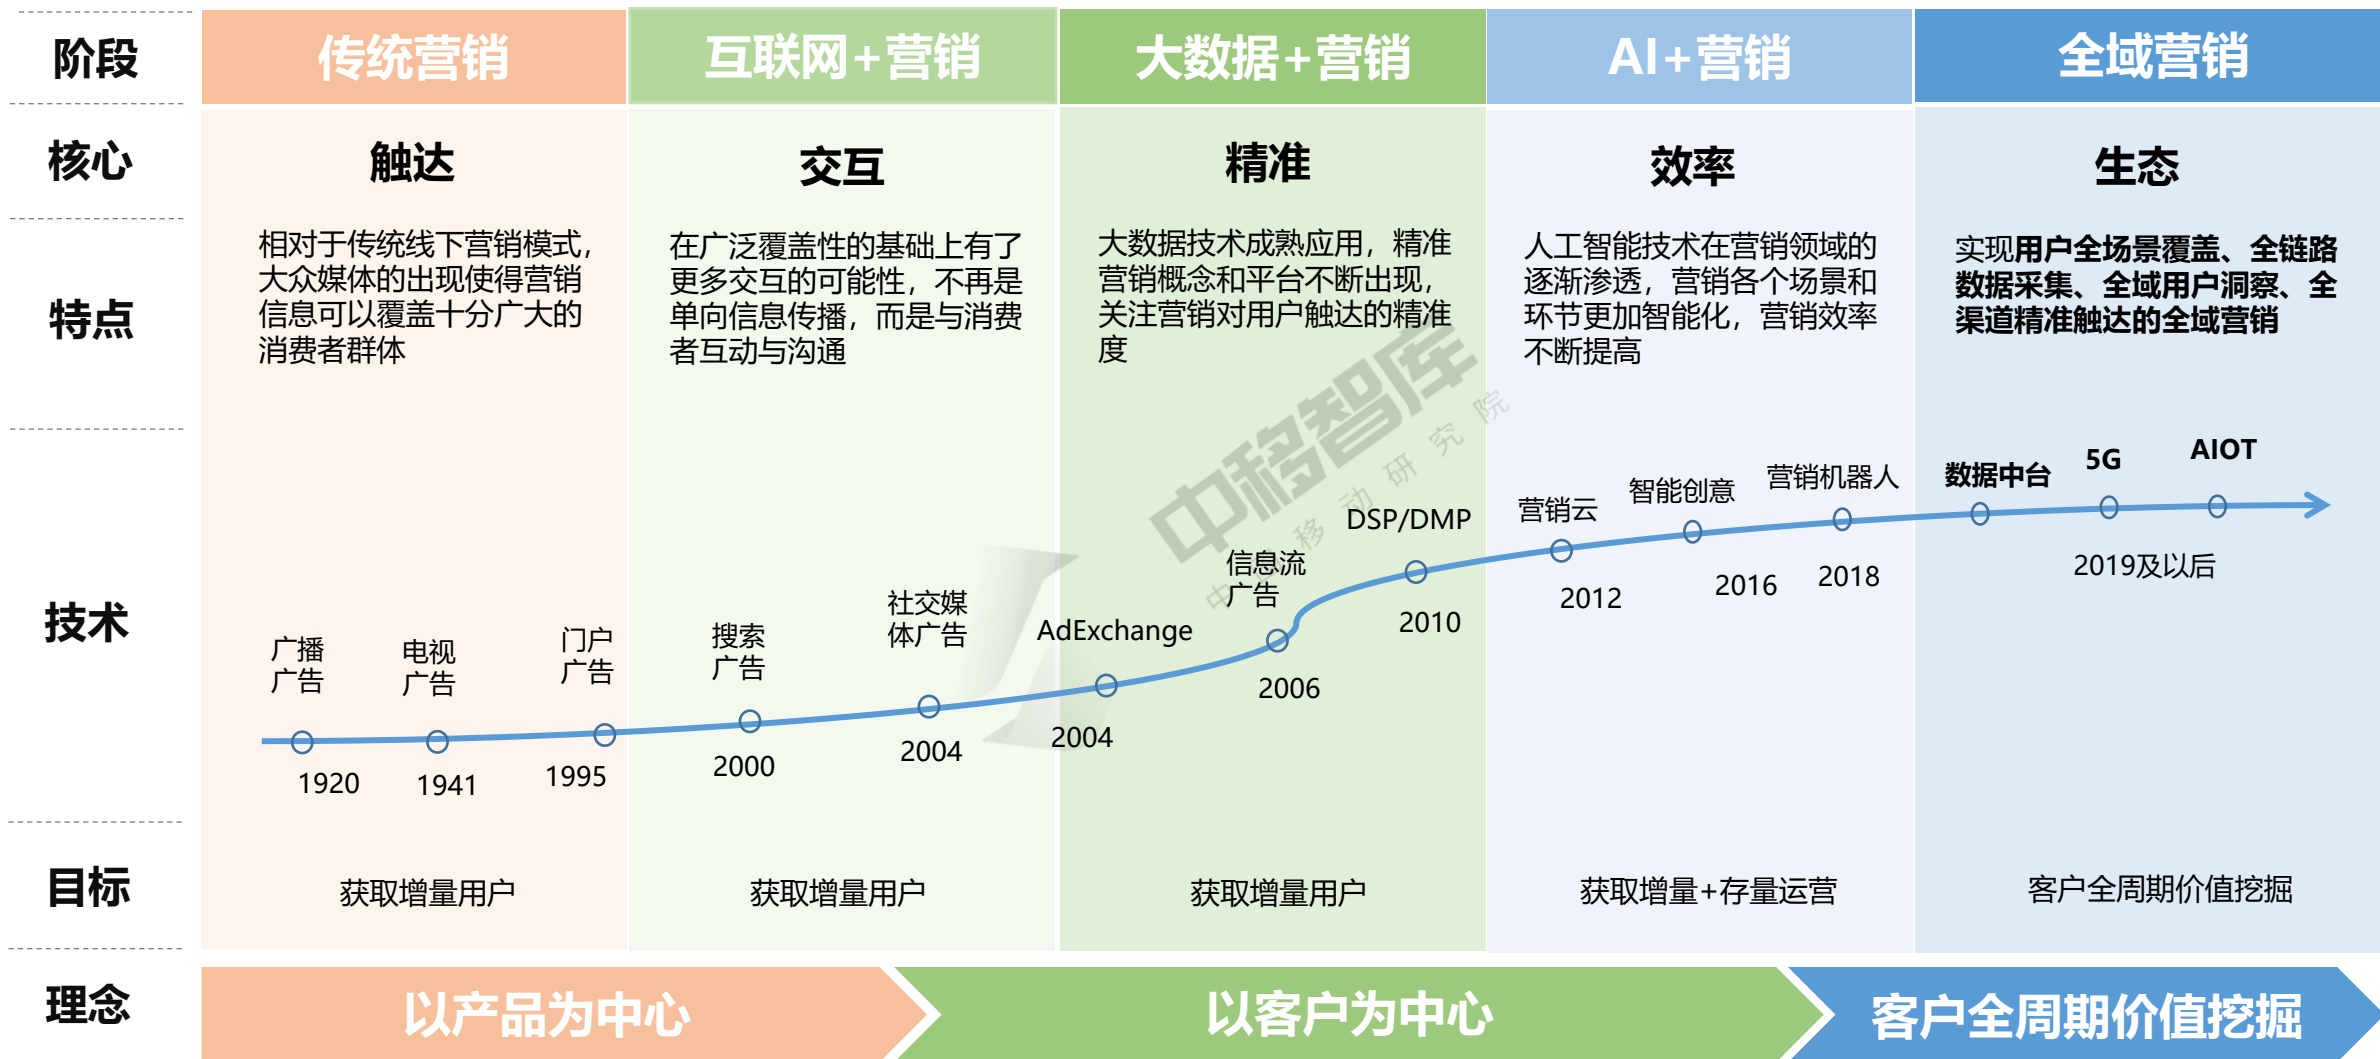 阶段
传统营销
互联网+营销
大数据+营销
AI+营销
全域营销
核心
触达
交互
精准
效率
生态
特点
相对于传统线下营销模式，
大众媒体的出现使得营销
信息可以覆盖十分广大的
消费者群体
在广泛覆盖性的基础上有了
更多交互的可能性，不再是
单向信息传播，而是与消费
者互动与沟通
大数据技术成熟应用，精准
营销概念和平台不断出现，
关注营销对用户触达的精准
度
人工智能技术在营销领域的
逐渐渗透，营销各个场景和
环节更加智能化，营销效率
不断提高
实现用户全场景覆盖、全链路
数据采集、全域用户洞察、全
渠道精准触达的全域营销
技术
广播
广告
1920
电视
广告
1941
门户
广告
1995
搜索
广告
2000
社交媒
体广告
2004
AdExchange
2004
信息流
广告
2006
DSP/DMP
2010
营销云
2012
智能创意
2016
营销机器人
2018
数据中台
5G
AIOT
2019及以后
目标
获取增量用户
获取增量用户
获取增量用户
获取增量+存量运营
客户全周期价值挖掘
理念
以产品为中心
以客户为中心
客户全周期价值挖掘
中移智库
中国移动研究院